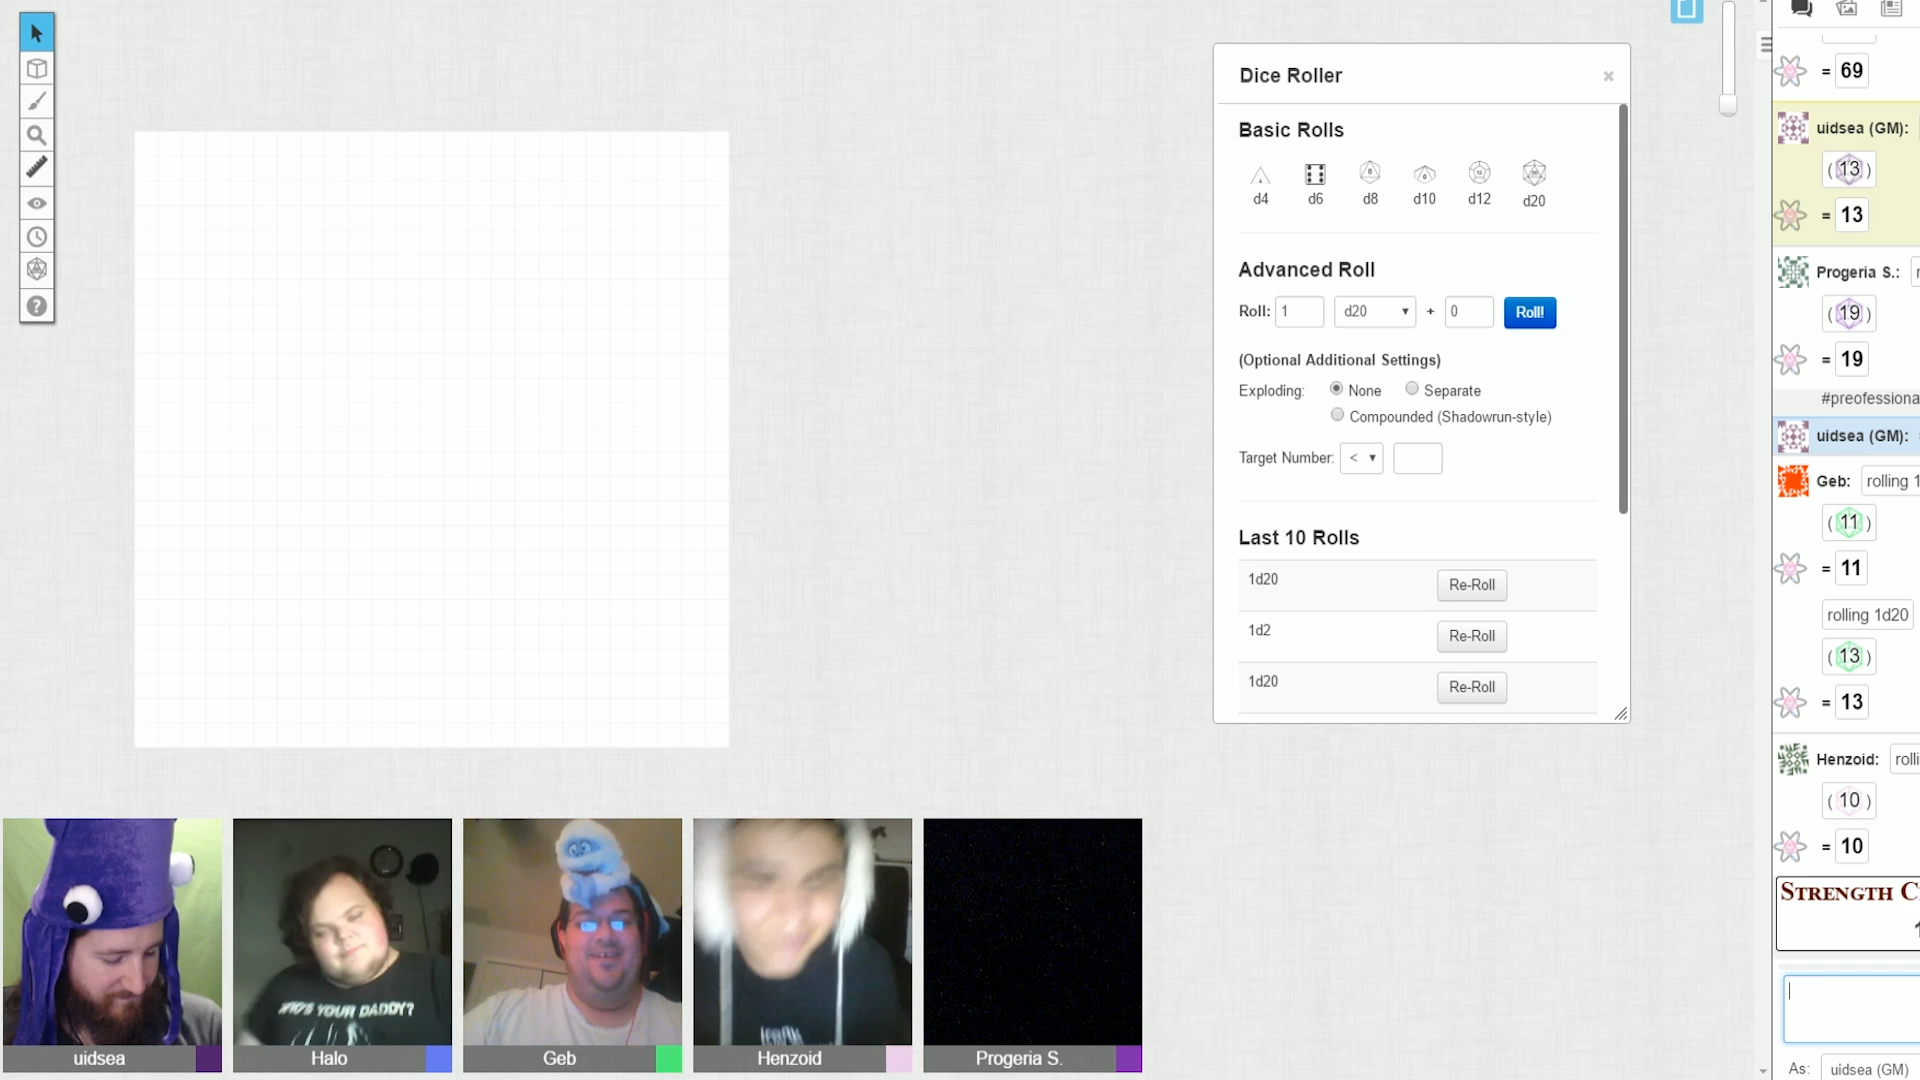 Dice Roller
×
Basic Rolls
d4
d6
d8
d10
d12
d20
Advanced Roll
Roll:
1
d20
+
0
Roll!
(Optional Additional Settings)
Exploding:
None
Separate
Compounded (Shadowrun-style)
Target Number:
<
Last 10 Rolls
1d20
Re-Roll
1d2
Re-Roll
1d20
Re-Roll
= 69
uidsea (GM):
(13)
= 13
Progeria S.:
(19)
= 19
#preofessiona
uidsea (GM):
Geb: rolling 1
(11)
= 11
rolling 1d20
(13)
= 13
Henzoid: rolli
(10)
= 10
STRENGTH C
As: uidsea (GM)
WHO'S YOUR DADDY?
uidsea
Halo
Geb
Henzoid
Progeria S.